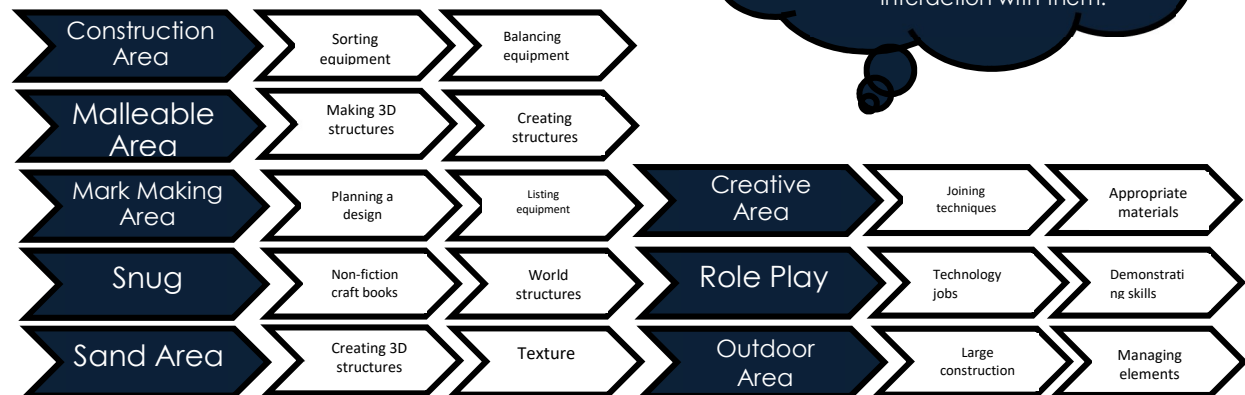 interaction with them.
Construction
Area
Sorting
equipment
Balancing
equipment
Malleable
Area
Making 3D
structures
Creating
structures
Mark Making
Area
Planning a
design
Listing
equipment
Creative
Area
Joining
techniques
Appropriate
materials
Snug
Non-fiction
craft books
World
structures
Role Play
Technology
jobs
Demonstrati
ng skills
Sand Area
Creating 3D
structures
Texture
Outdoor
Area
Large
construction
Managing
elements